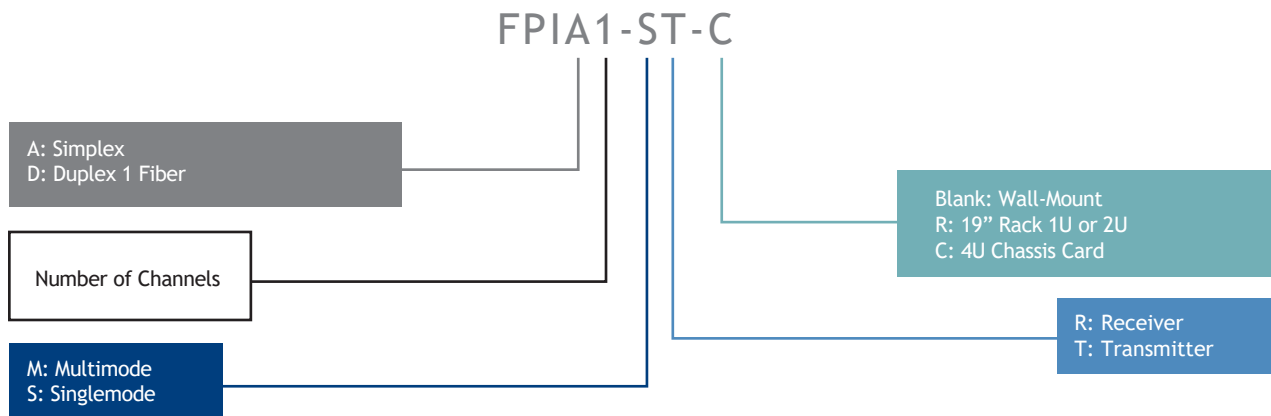 FPIA1-ST-C
A: Simplex
D: Duplex 1 Fiber
Number of Channels
M: Multimode
S: Singlemode
Blank: Wall-Mount
R: 19” Rack 1U or 2U
C: 4U Chassis Card
R: Receiver
T: Transmitter